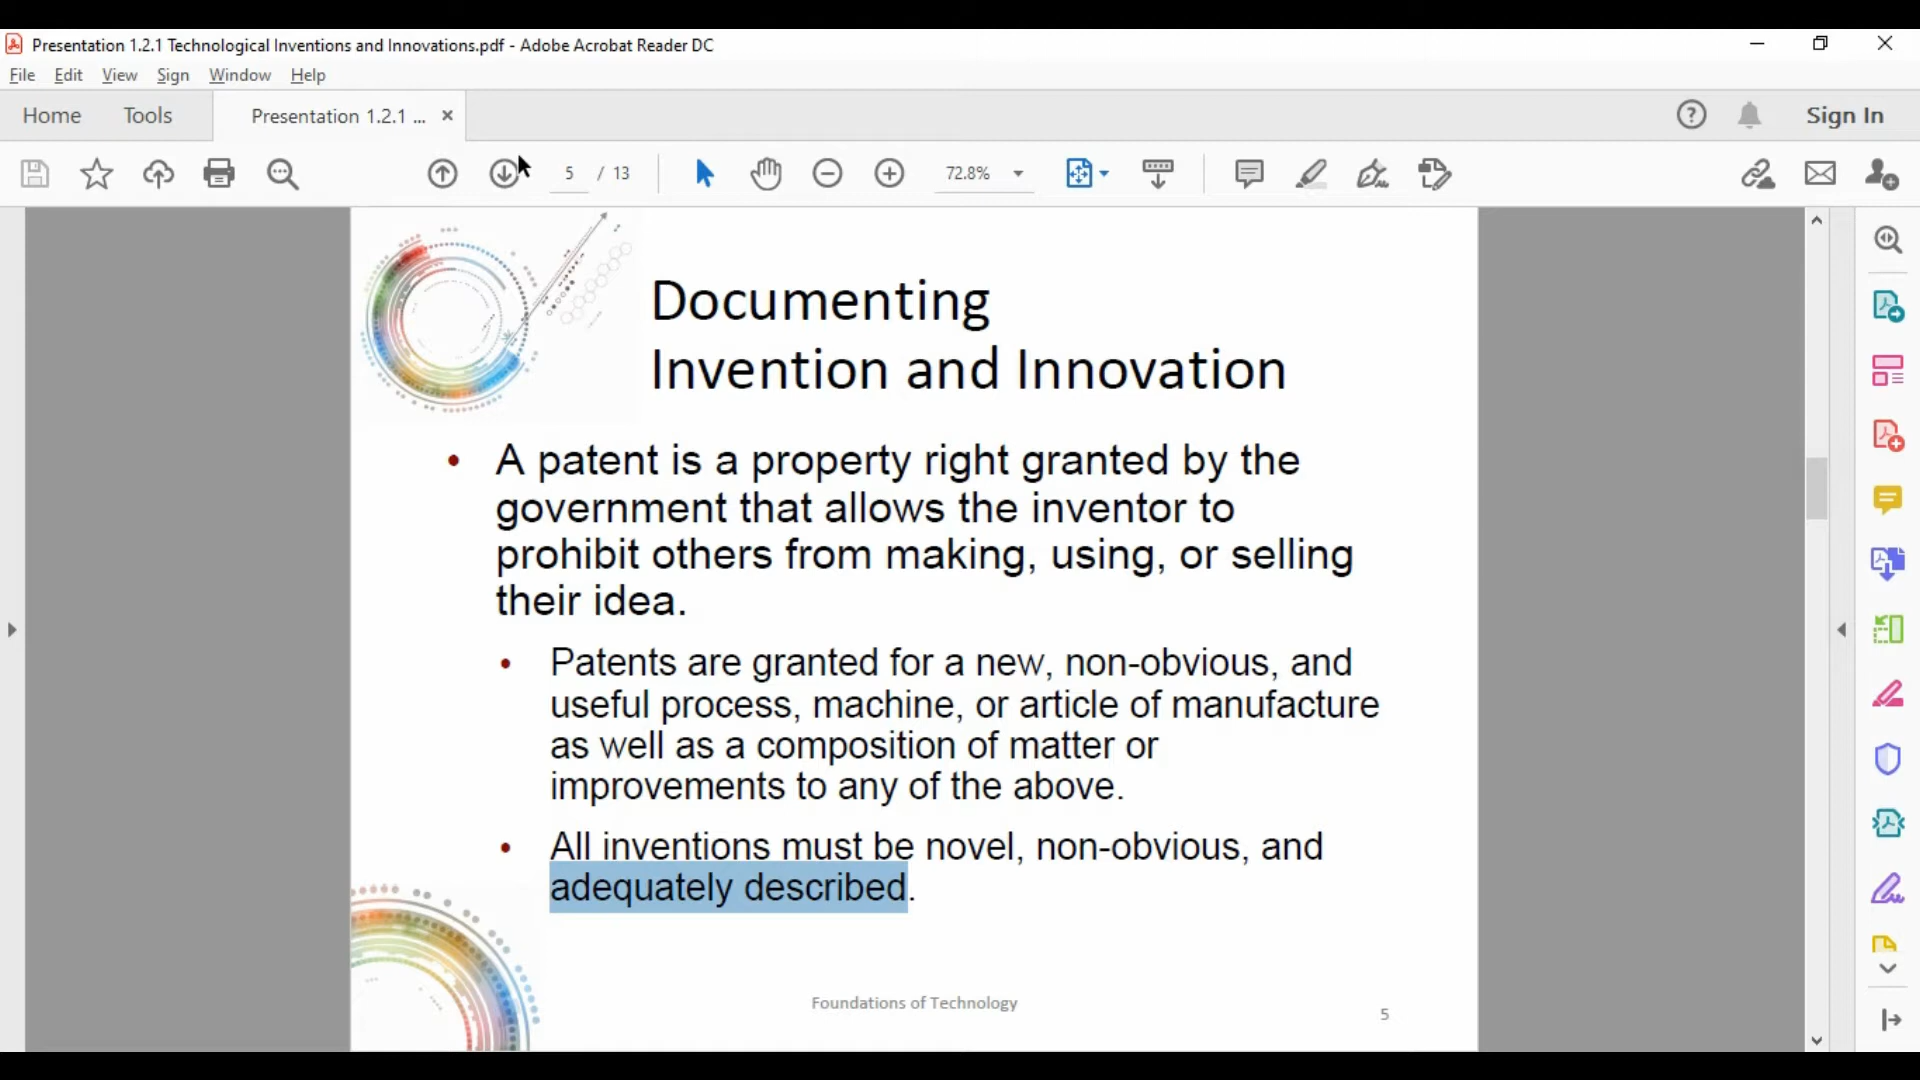 Presentation 1.2.1 Technological Inventions and Innovations.pdf - Adobe Acrobat Reader DC
File Edit View Sign Window Help
Home Tools Presentation 1.2.1 ... × ? Sign In
5 / 13 72.8%
Documenting
Invention and Innovation
• A patent is a property right granted by the
government that allows the inventor to
prohibit others from making, using, or selling
their idea.
• Patents are granted for a new, non-obvious, and
useful process, machine, or article of manufacture
as well as a composition of matter or
improvements to any of the above.
• All inventions must be novel, non-obvious, and
adequately described.
Foundations of Technology
5